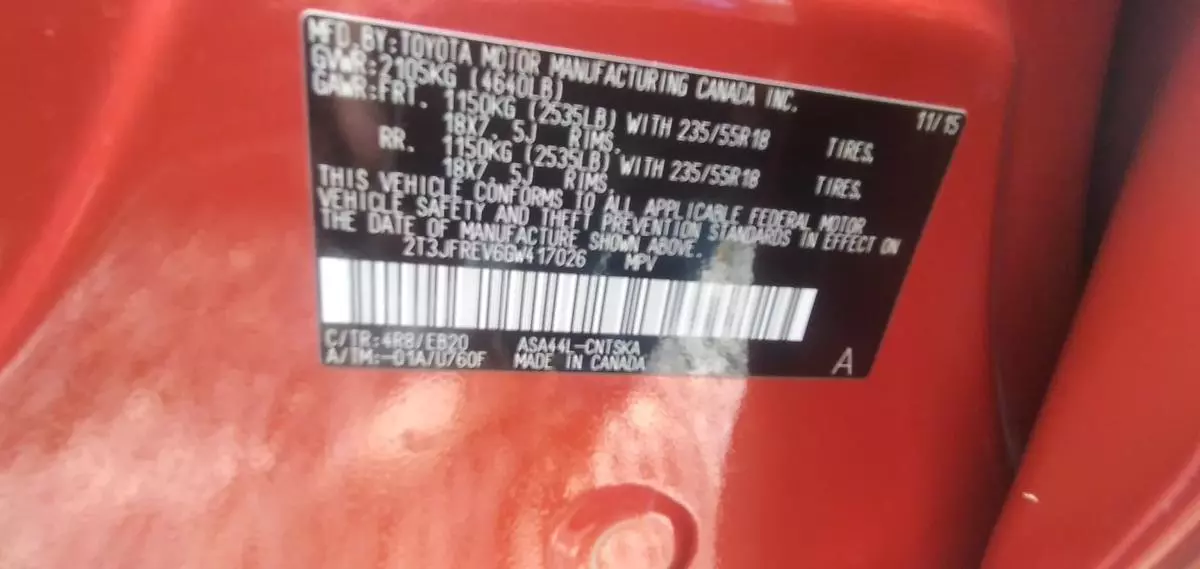 MFD. BY: TOYOTA MOTOR MANUFACTURING CANADA INC.
GVWR: 2105KG (4640LB) 11/15
GAWR: FRT. 1150KG (2535LB) WITH 235/55R18 TIRES,
18X7. 5J RIMS.
RR. 1150KG (2535LB) WITH 235/55R18 TIRES,
18X7. 5J RIMS.
THIS VEHICLE CONFORMS TO ALL APPLICABLE FEDERAL MOTOR
VEHICLE SAFETY AND THEFT PREVENTION STANDARDS IN EFFECT ON
THE DATE OF MANUFACTURE SHOWN ABOVE.
2T3JFREV6GW417026 MPV
C/TR:4R8/EB20 ASA44L-CNTSKA
A/TM:-01A/U760F MADE IN CANADA A